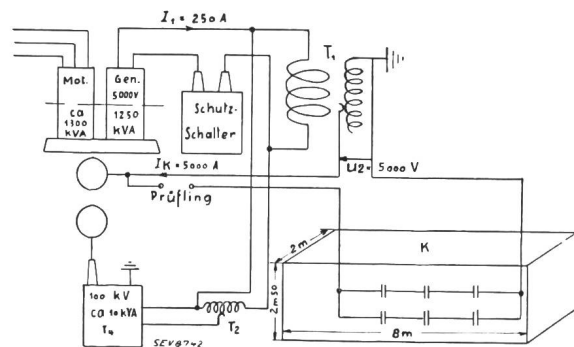 I₁ = 250 A
T₁
Mot.
ca
1300
KVA
Gen.
5000V
1250
KVA
Schutz-
Schalter
IK = 5000 A
U2= 5000 V
Prüfling
K
2m
2m50
8m
100 kV
ca 10 kVA
T₄
T₂
SEV8742